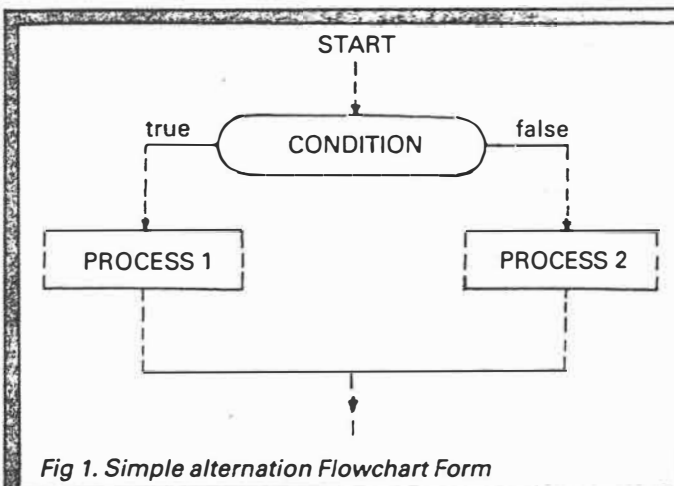 START
true
false
CONDITION
PROCESS 1
PROCESS 2
Fig 1. Simple alternation Flowchart Form